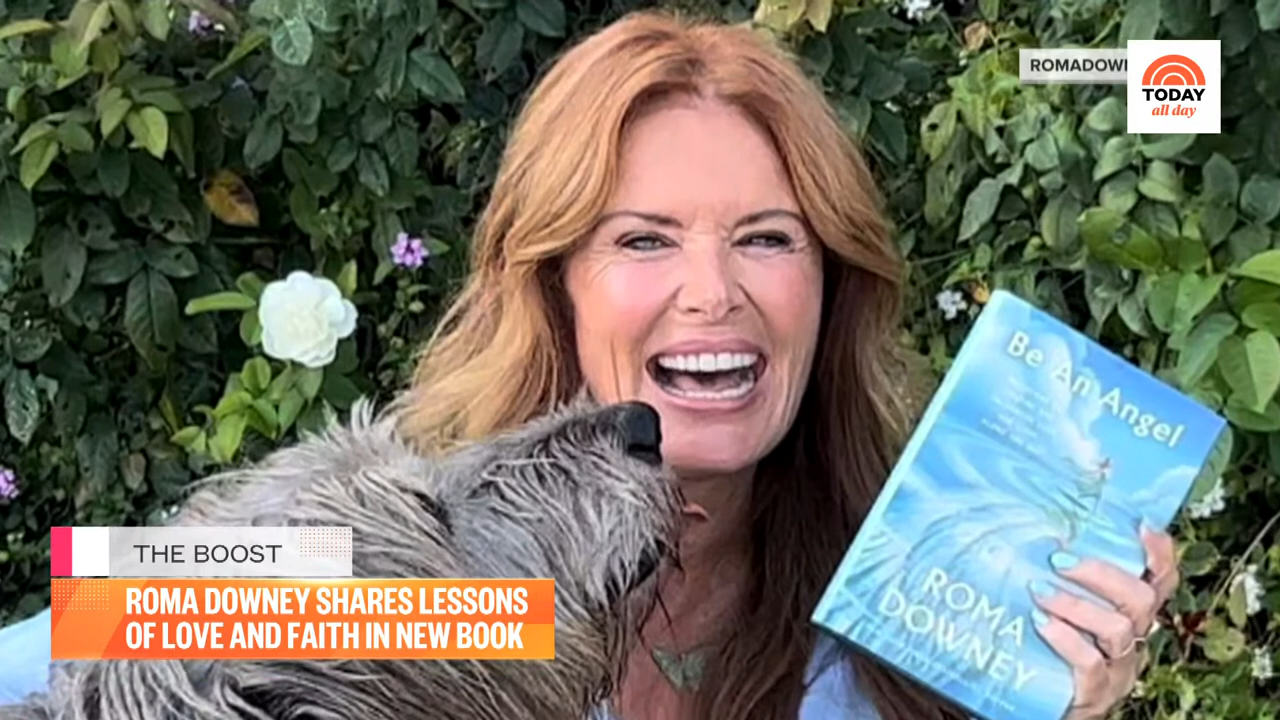 ROMADOW
TODAY
all day
Be An Angel
ROMA
DOWNEY
THE BOOST
ROMA DOWNEY SHARES LESSONS
OF LOVE AND FAITH IN NEW BOOK